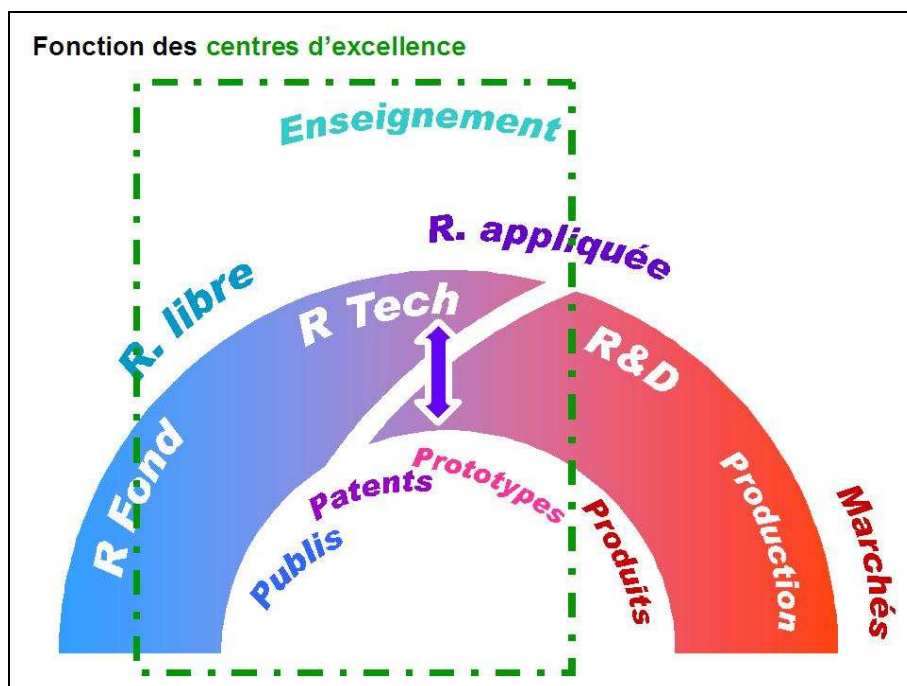 Fonction des centres d'excellence
Enseignement
R. libre
R. appliquée
R Fond
R Tech
R&D
Production
Marchés
Publis
Patents
Prototypes
Produits